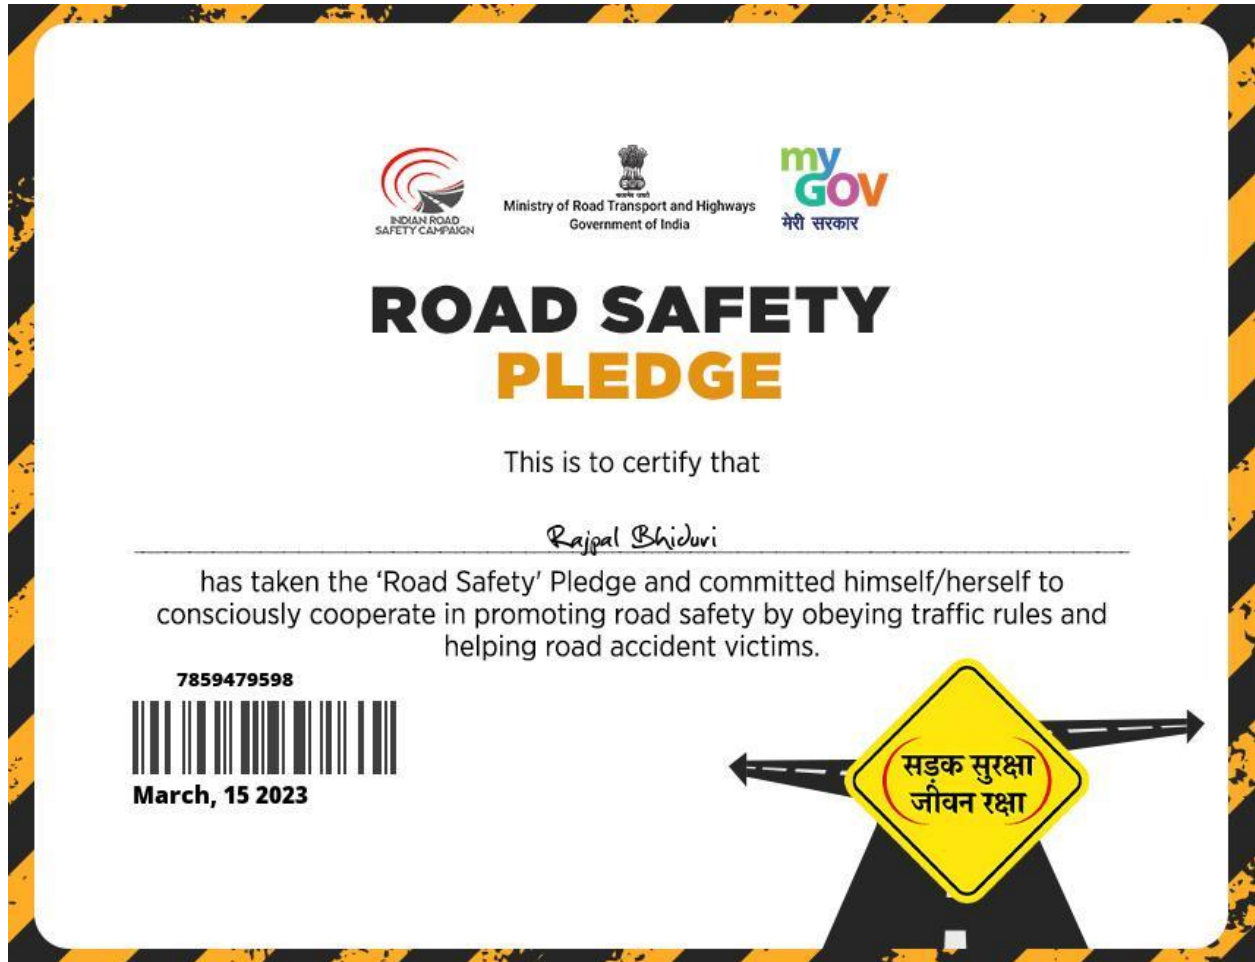 INDIAN ROAD
SAFETY CAMPAIGN
सत्यमेव जयते
Ministry of Road Transport and Highways
Government of India
my
GOV
मेरी सरकार
ROAD SAFETY
PLEDGE
This is to certify that
Rajpal Bhiduri
has taken the ‘Road Safety’ Pledge and committed himself/herself to
consciously cooperate in promoting road safety by obeying traffic rules and
helping road accident victims.
7859479598
March, 15 2023
सड़क सुरक्षा
जीवन रक्षा